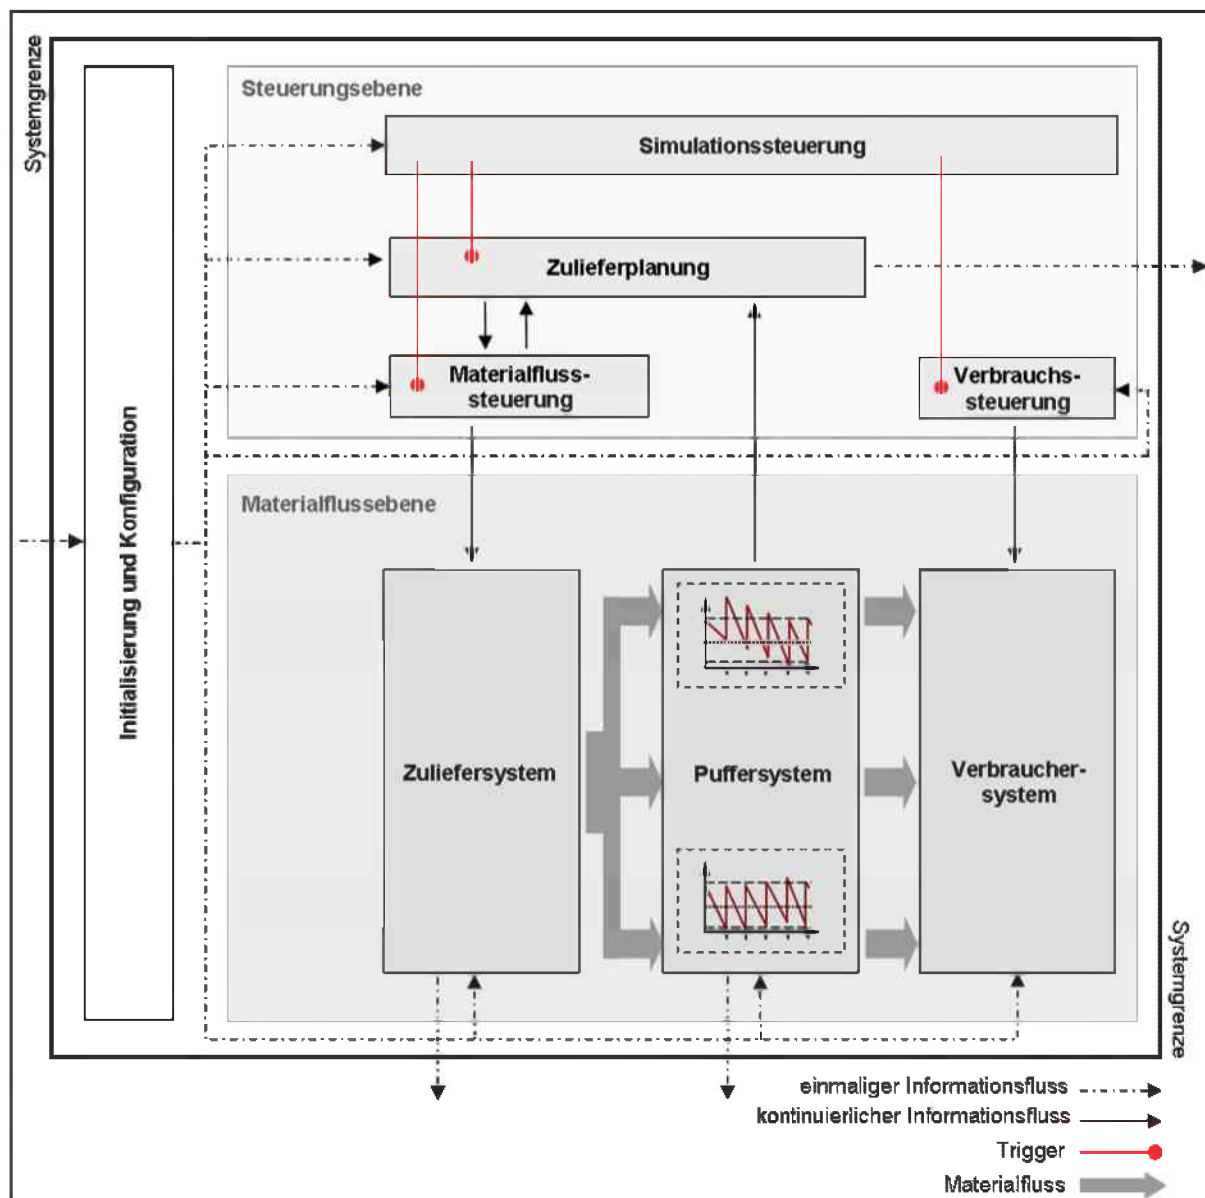 Systemgrenze
Steuerungsebene
Simulationssteuerung
Zulieferplanung
Materialfluss-
steuerung
Verbrauchs-
steuerung
Initialisierung und Konfiguration
Materialflussebene
Zuliefersystem
Puffersystem
Verbraucher-
system
Systemgrenze
einmaliger Informationsfluss
kontinuierlicher Informationsfluss
Trigger
Materialfluss